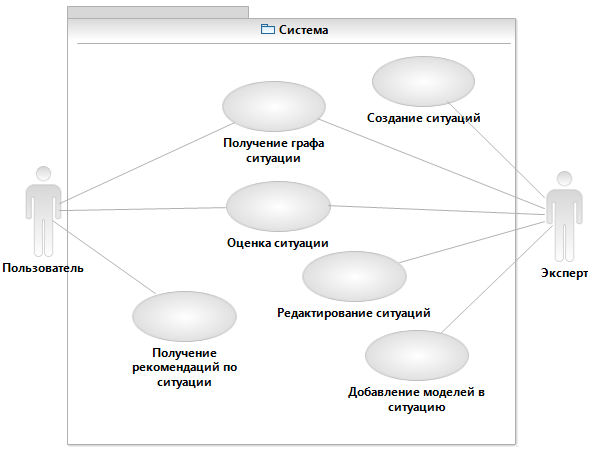 Система
Создание ситуаций
Получение графа
ситуации
Пользователь
Оценка ситуации
Эксперт
Редактирование ситуаций
Получение
рекомендаций по
ситуации
Добавление моделей в
ситуацию